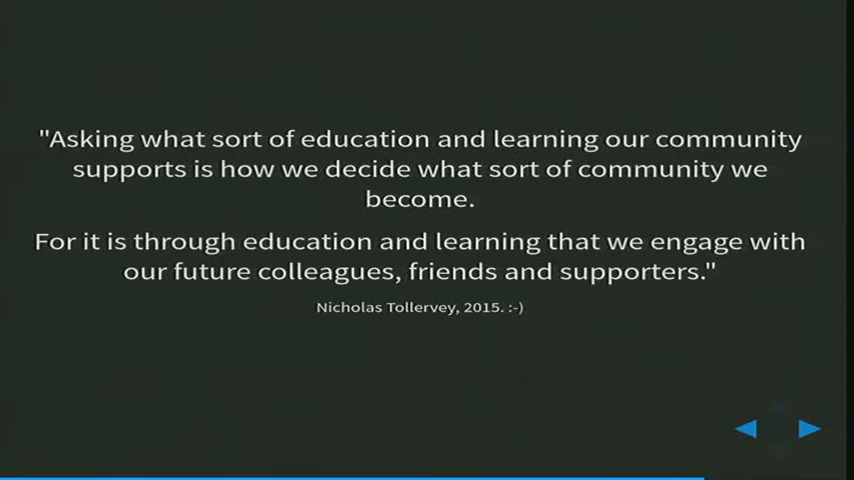 "Asking what sort of education and learning our community
supports is how we decide what sort of community we
become.
For it is through education and learning that we engage with
our future colleagues, friends and supporters."
Nicholas Tollervey, 2015. :-)